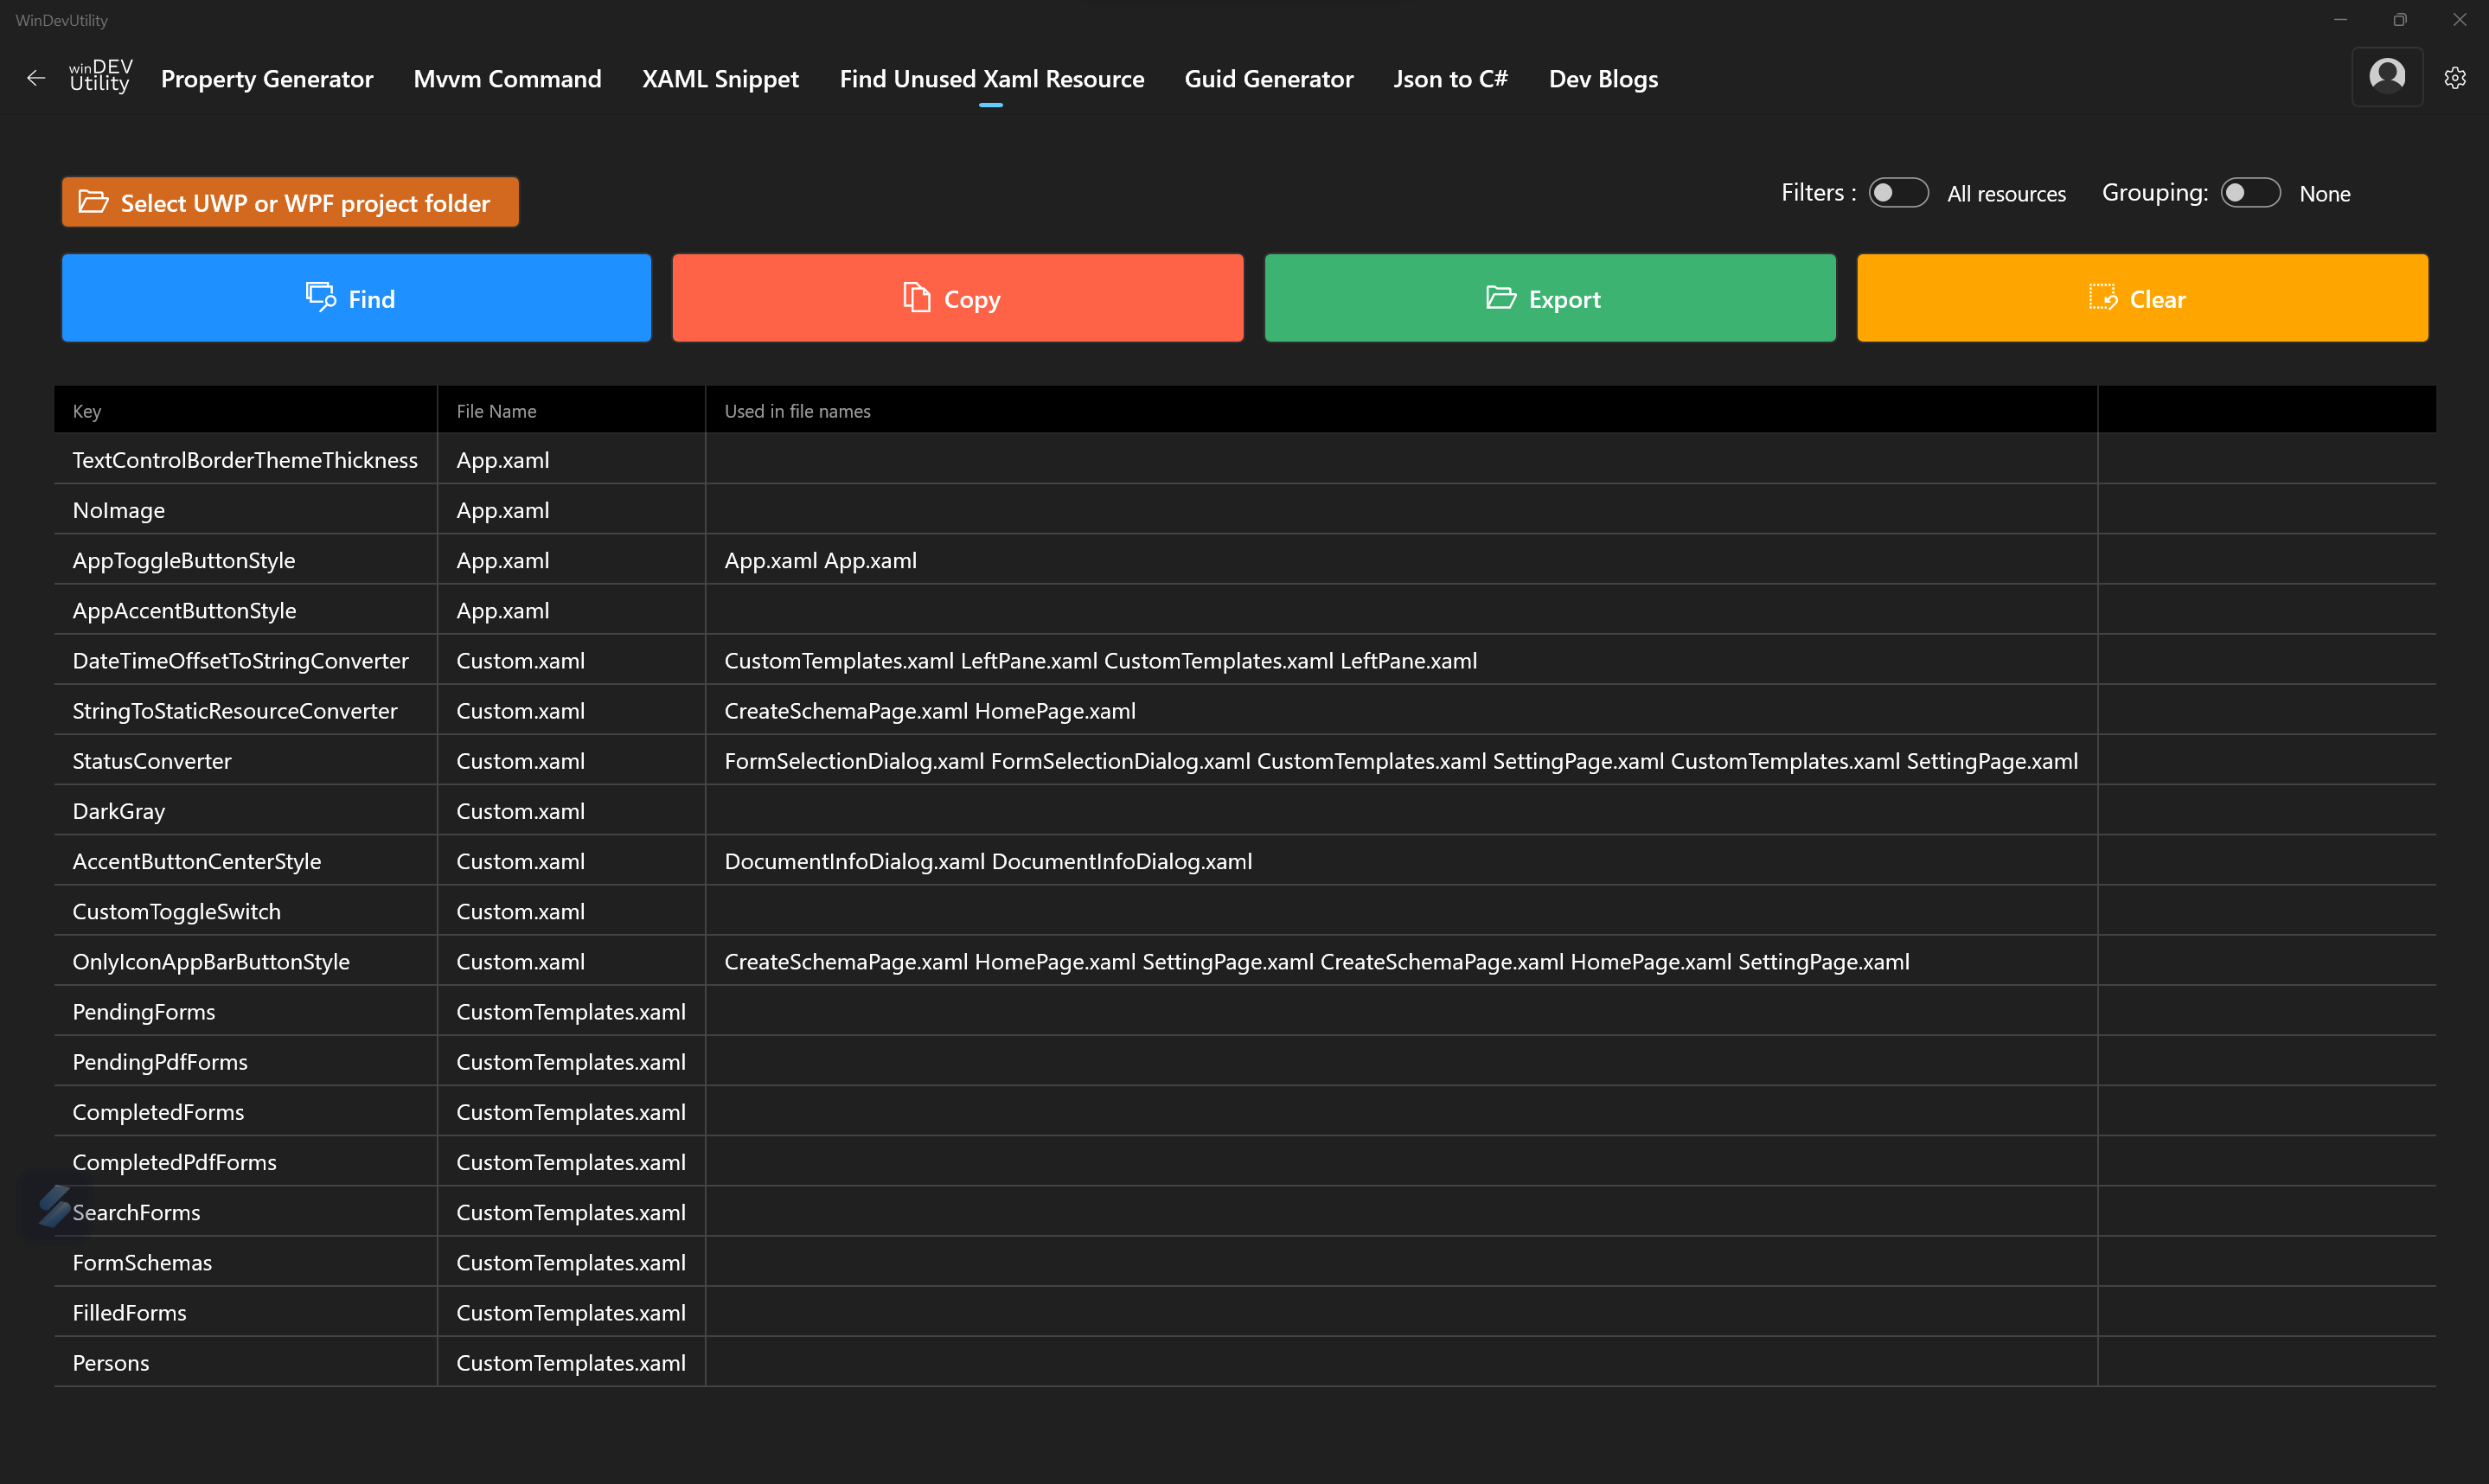 WinDevUtility
winDEV Utility
Property Generator Mvvm Command XAML Snippet Find Unused Xaml Resource Guid Generator Json to C# Dev Blogs
Select UWP or WPF project folder
Filters : All resources Grouping: None
Find Copy Export Clear
Key File Name Used in file names
TextControlBorderThemeThickness App.xaml
NoImage App.xaml
AppToggleButtonStyle App.xaml App.xaml App.xaml
AppAccentButtonStyle App.xaml
DateTimeOffsetToStringConverter Custom.xaml CustomTemplates.xaml LeftPane.xaml CustomTemplates.xaml LeftPane.xaml
StringToStaticResourceConverter Custom.xaml CreateSchemaPage.xaml HomePage.xaml
StatusConverter Custom.xaml FormSelectionDialog.xaml FormSelectionDialog.xaml CustomTemplates.xaml SettingPage.xaml CustomTemplates.xaml SettingPage.xaml
DarkGray Custom.xaml
AccentButtonCenterStyle Custom.xaml DocumentInfoDialog.xaml DocumentInfoDialog.xaml
CustomToggleSwitch Custom.xaml
OnlyIconAppBarButtonStyle Custom.xaml CreateSchemaPage.xaml HomePage.xaml SettingPage.xaml CreateSchemaPage.xaml HomePage.xaml SettingPage.xaml
PendingForms CustomTemplates.xaml
PendingPdfForms CustomTemplates.xaml
CompletedForms CustomTemplates.xaml
CompletedPdfForms CustomTemplates.xaml
SearchForms CustomTemplates.xaml
FormSchemas CustomTemplates.xaml
FilledForms CustomTemplates.xaml
Persons CustomTemplates.xaml